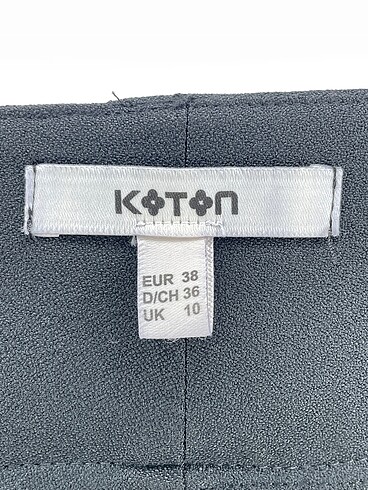 KOTON
EUR 38
D/CH 36
UK 10